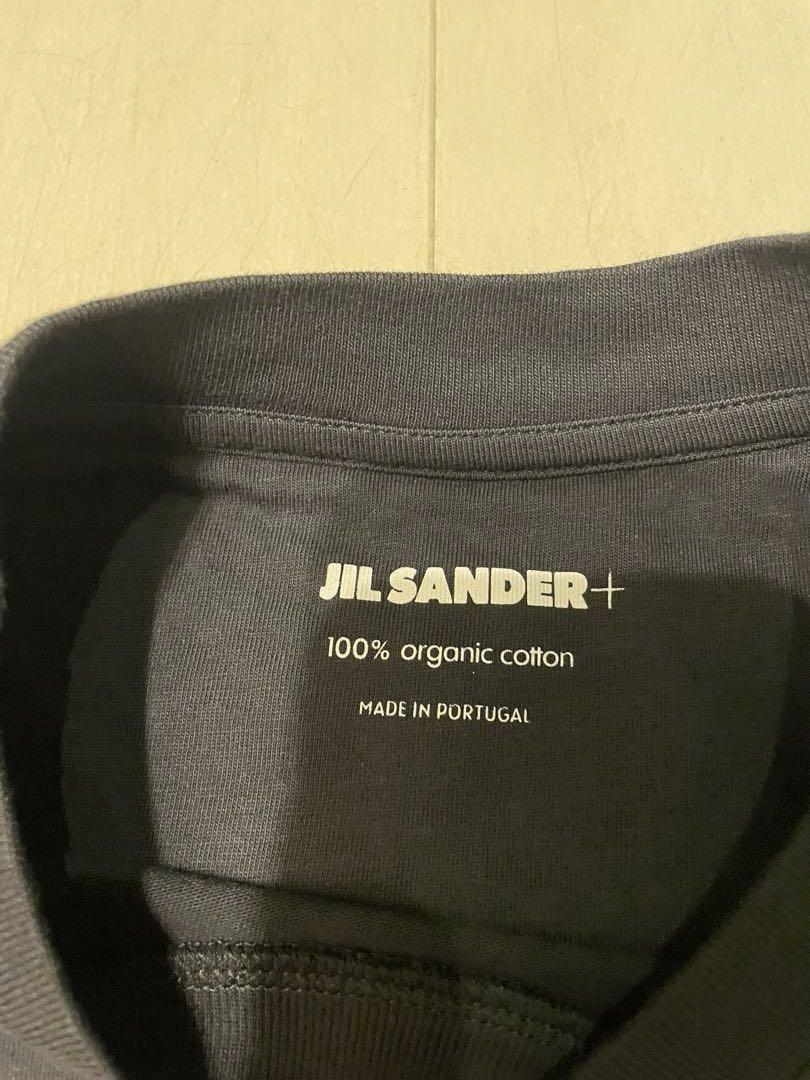 JIL SANDER+
100% organic cotton
MADE IN PORTUGAL